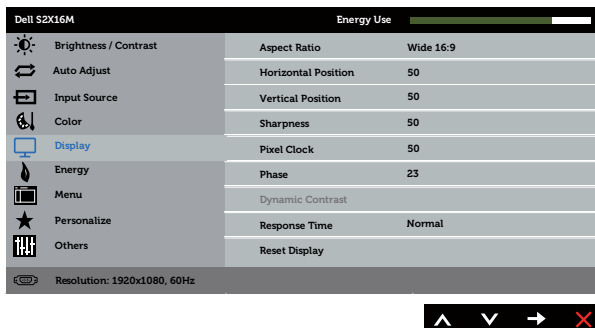 Dell S2X16M Energy Use
Brightness / Contrast
Auto Adjust
Input Source
Color
Display
Energy
Menu
Personalize
Others
Aspect Ratio Wide 16:9
Horizontal Position 50
Vertical Position 50
Sharpness 50
Pixel Clock 50
Phase 23
Dynamic Contrast
Response Time Normal
Reset Display
Resolution: 1920x1080, 60Hz